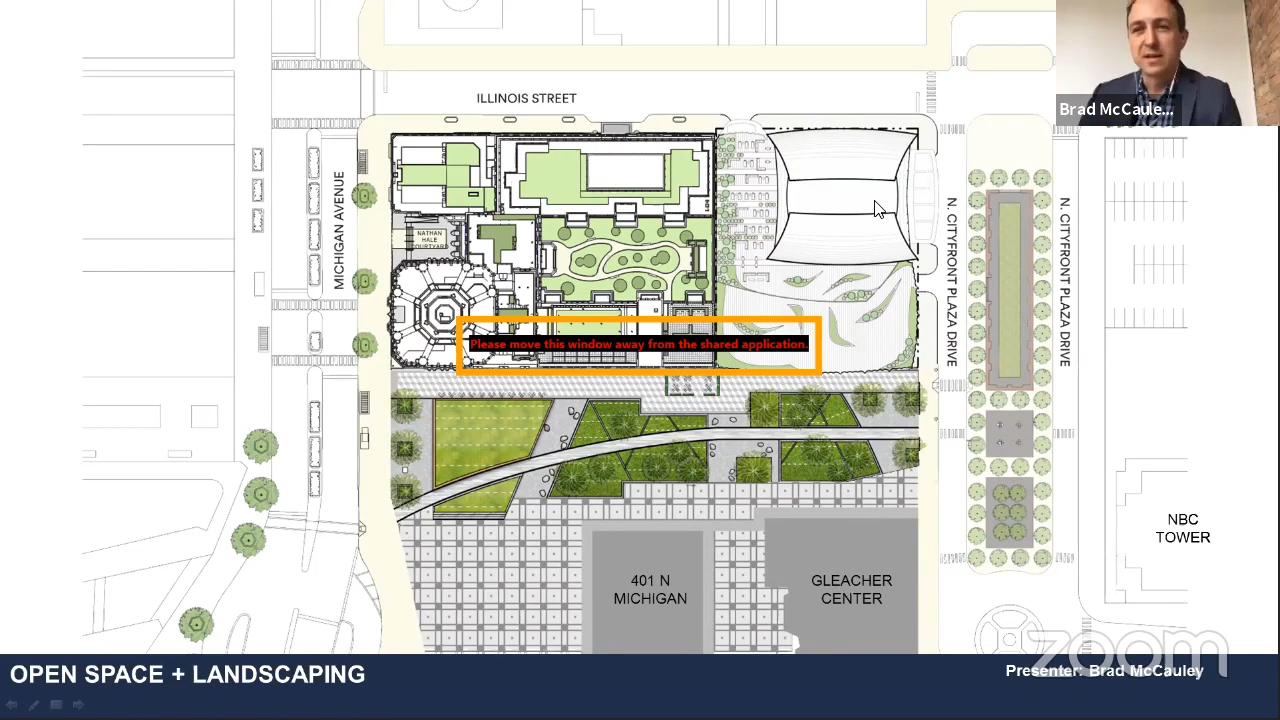 ILLINOIS STREET
Brad McCaule...
MICHIGAN AVENUE
NATHAN
HALE
COURTYARD
N. CITYFRONT PLAZA DRIVE
N. CITYFRONT PLAZA DRIVE
Please move this window away from the shared application.
NBC
TOWER
401 N
MICHIGAN
GLEACHER
CENTER
zoom
OPEN SPACE + LANDSCAPING
Presenter: Brad McCauley